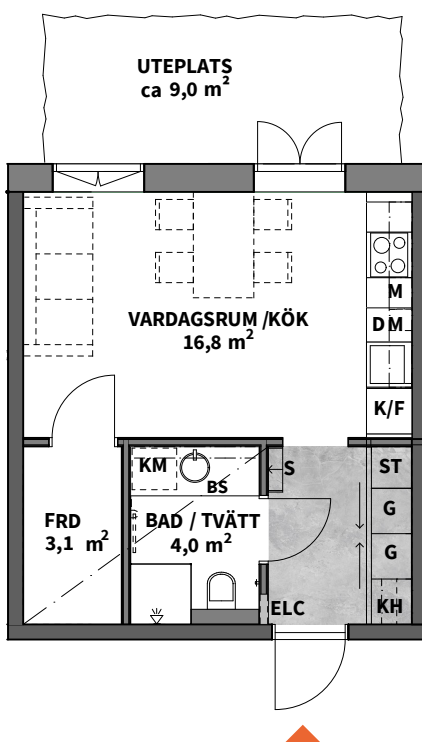 UTEPLATS
ca 9,0 m²
M
VARDAGSRUM /KÖK
16,8 m²
DM
K/F
KM
BS
S
ST
FRD
3,1 m²
BAD / TVÄTT
4,0 m²
G
G
ELC
KH